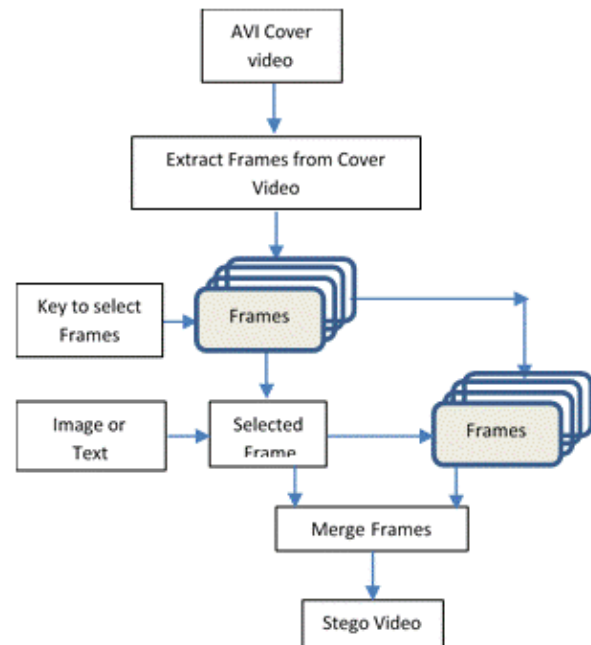 AVI Cover
video
Extract Frames from Cover
Video
Key to select
Frames
Frames
Image or
Text
Selected
Frame
Frames
Merge Frames
Stego Video